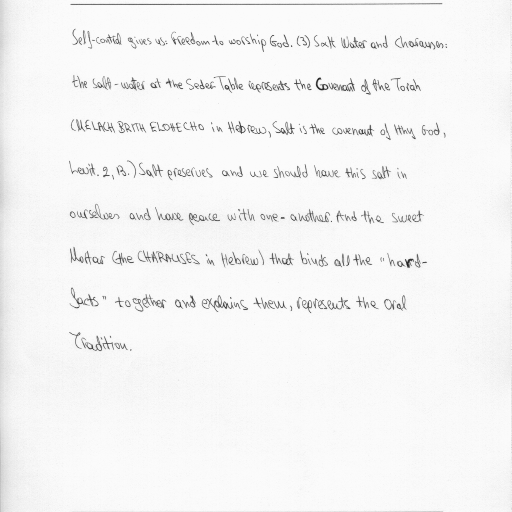 Self-control gives us: Freedom to worship God. (3) Salt Water and Charausen:
the salt-water at the Seder-Table represents the Covenant of the Torah
(MELACH BRITH ELOHECHO in Hebrew, Salt is the covenant of thy God,
Levit. 2, 13.) Salt preserves and we should have this salt in
ourselves and have peace with one-another. And the sweet
Mortar (the CHARAUSES in Hebrew) that binds all the "hard-
facts" together and explains them, represents the Oral
Tradition.